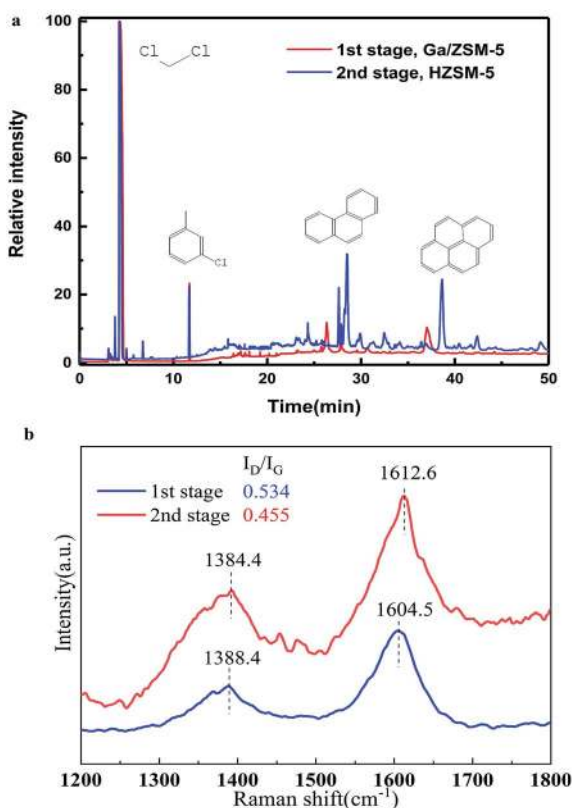 a
Cl Cl
1st stage, Ga/ZSM-5
2nd stage, HZSM-5
Cl
Relative intensity
100
80
60
40
20
0
0 10 20 30 40 50
Time(min)
b
I_D/I_G
1st stage 0.534
2nd stage 0.455
1612.6
1384.4
1604.5
1388.4
Intensity(a.u.)
1200 1300 1400 1500 1600 1700 1800
Raman shift(cm⁻¹)